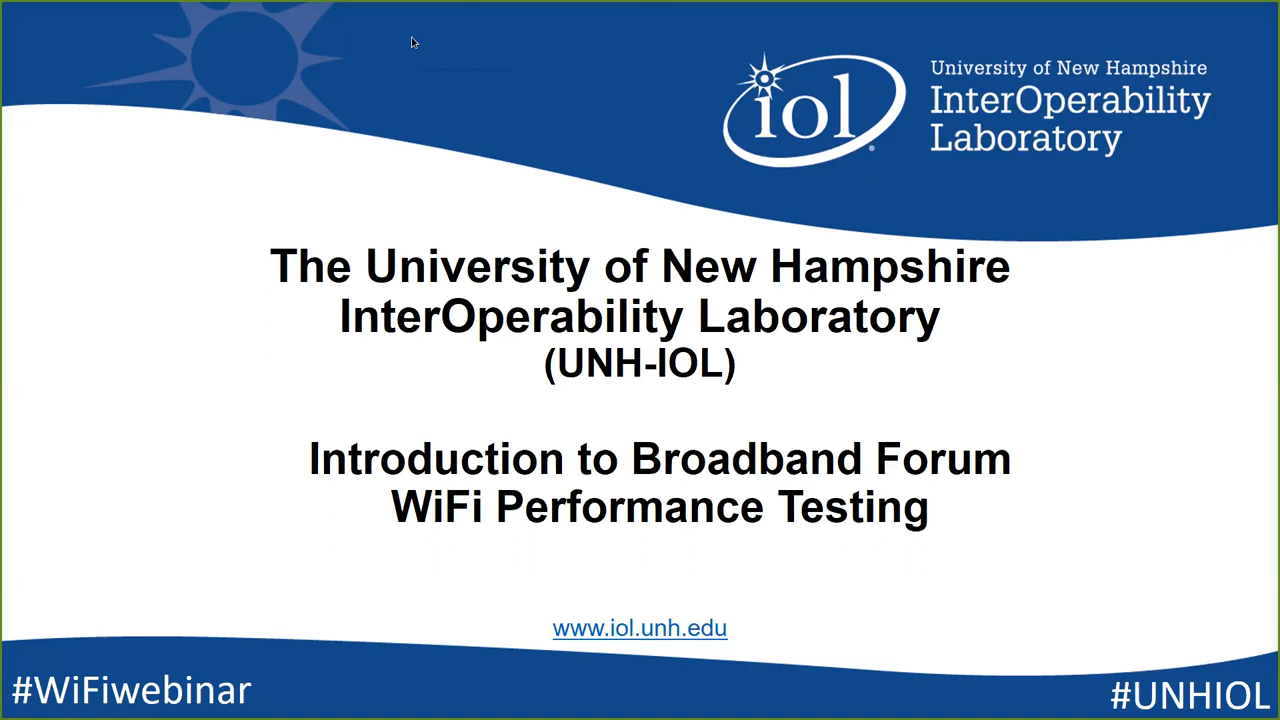 iol
University of New Hampshire
InterOperability
Laboratory
The University of New Hampshire
InterOperability Laboratory
(UNH-IOL)
Introduction to Broadband Forum
WiFi Performance Testing
www.iol.unh.edu
#WiFiwebinar
#UNHIOL